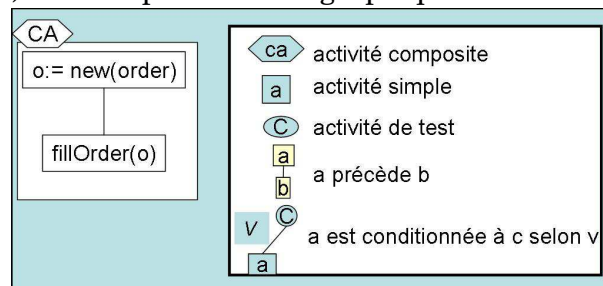 CA
o:= new(order)
fillOrder(o)
ca activité composite
a activité simple
C activité de test
a
b
a précède b
C
V
a est conditionnée à c selon v
a